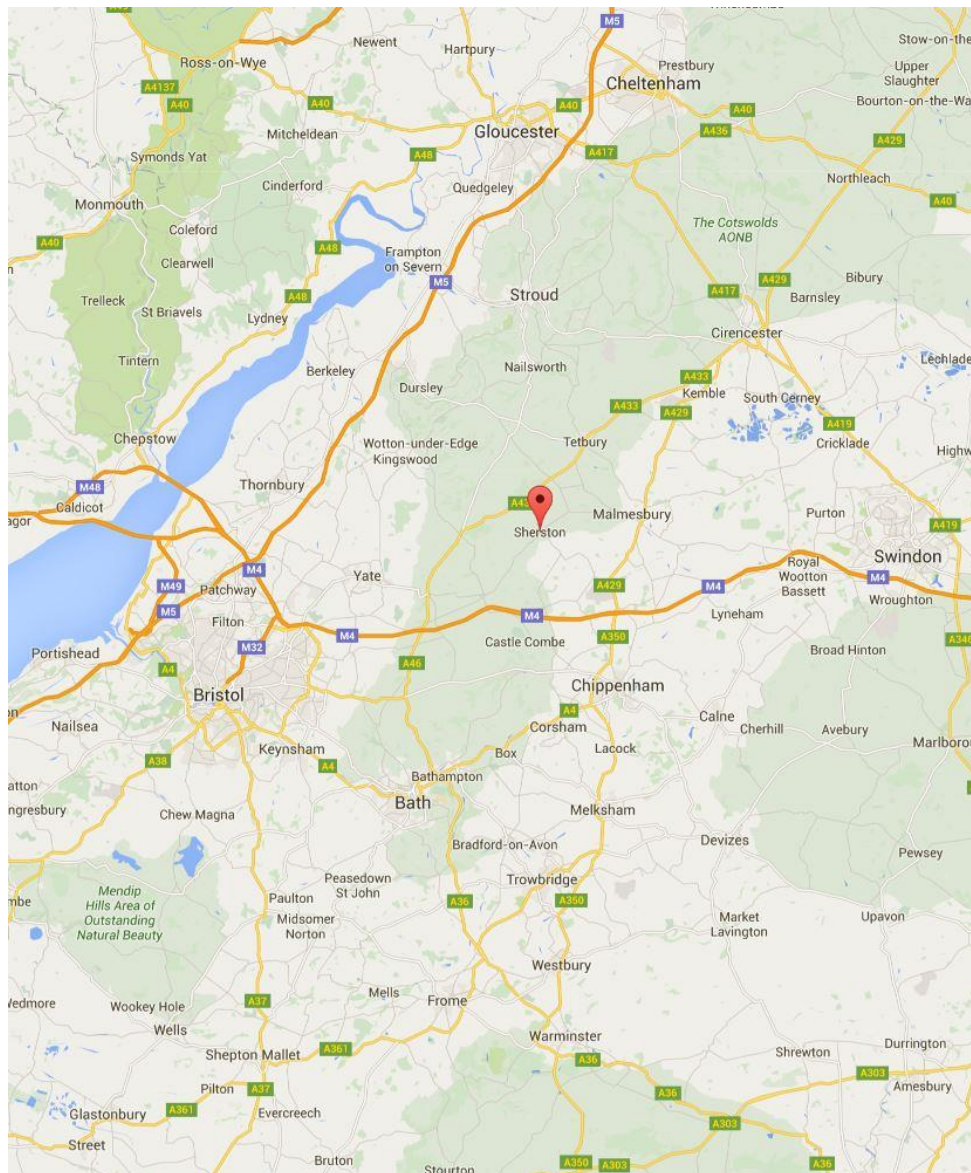 M5
Newent
Hartpury
Prestbury
Stow-on-the
Ross-on-Wye
Cheltenham
Upper
Slaughter
A4137
A40
A40
A40
A40
Bourton-on-the-Wa
Mitcheldean
Gloucester
A436
A429
A48
A417
Symonds Yat
Cinderford
Quedgeley
Northleach
Monmouth
A40
Coleford
The Cotswolds
AONB
A40
A48
Frampton
on Severn
Clearwell
M5
A429
Bibury
Trelleck
A48
Stroud
A417
Barnsley
St Briavels
Lydney
Cirencester
Tintern
Berkeley
Nailsworth
Lechlade
Dursley
A433
Kemble
South Cerney
A433
A429
A419
Chepstow
Wotton-under-Edge
Kingswood
Tetbury
Cricklade
Highw
M48
Thornbury
Caldicot
agor
Malmesbury
Purton
A419
Sherston
Swindon
M4
Yate
Royal
Wootton
Bassett
M49
Patchway
A429
M4
M4
M5
Wroughton
Filton
M4
Lyneham
M4
A350
Portishead
M32
Castle Combe
Broad Hinton
A4
A46
Bristol
Chippenham
Nailsea
A4
Calne
Corsham
Cherhill
Avebury
Keynsham
Box
Lacock
Marlboro
A38
A4
Bathampton
Bath
ngresbury
Chew Magna
Melksham
Devizes
Bradford-on-Avon
Pewsey
Peasedown
St John
Trowbridge
Mendip
Hills Area of
Outstanding
Natural Beauty
Paulton
A36
A350
Midsomer
Norton
Market
Lavington
Upavon
Westbury
Mells
Wookey Hole
A37
Frome
Wells
Warminster
Shepton Mallet
A361
A36
Shrewton
Durrington
A303
Pilton
A37
A36
Amesbury
Glastonbury
A361
Evercreech
A303
Street
Bruton
A350
A303
A36
Stourton